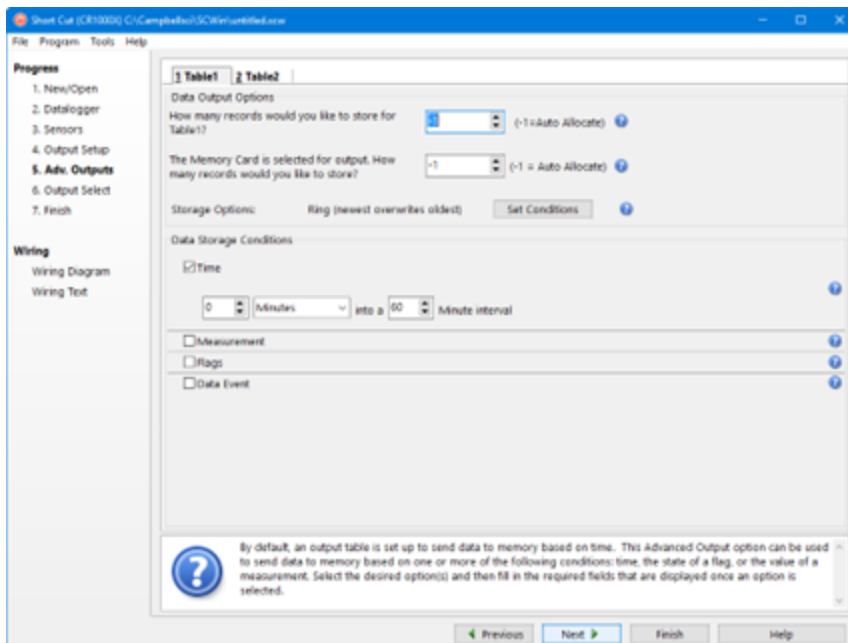 Short Cut (CR1000X) C:\Campbellsci\SCWin\untitled.scw
File Program Tools Help
Progress
1. New/Open
2. Datalogger
3. Sensors
4. Output Setup
5. Adv. Outputs
6. Output Select
7. Finish
Wiring
Wiring Diagram
Wiring Text
1 Table1 2 Table2
Data Output Options
How many records would you like to store for
Table1?
-1 (-1=Auto Allocate)
The Memory Card is selected for output. How
many records would you like to store?
-1 (-1 = Auto Allocate)
Storage Options: Ring (newest overwrites oldest) Set Conditions
Data Storage Conditions
Time
0 Minutes into a 60 Minute interval
Measurement
Flags
Data Event
By default, an output table is set up to send data to memory based on time. This Advanced Output option can be used
to send data to memory based on one or more of the following conditions: time, the state of a flag, or the value of a
measurement. Select the desired option(s) and then fill in the required fields that are displayed once an option is
selected.
Previous Next Finish Help